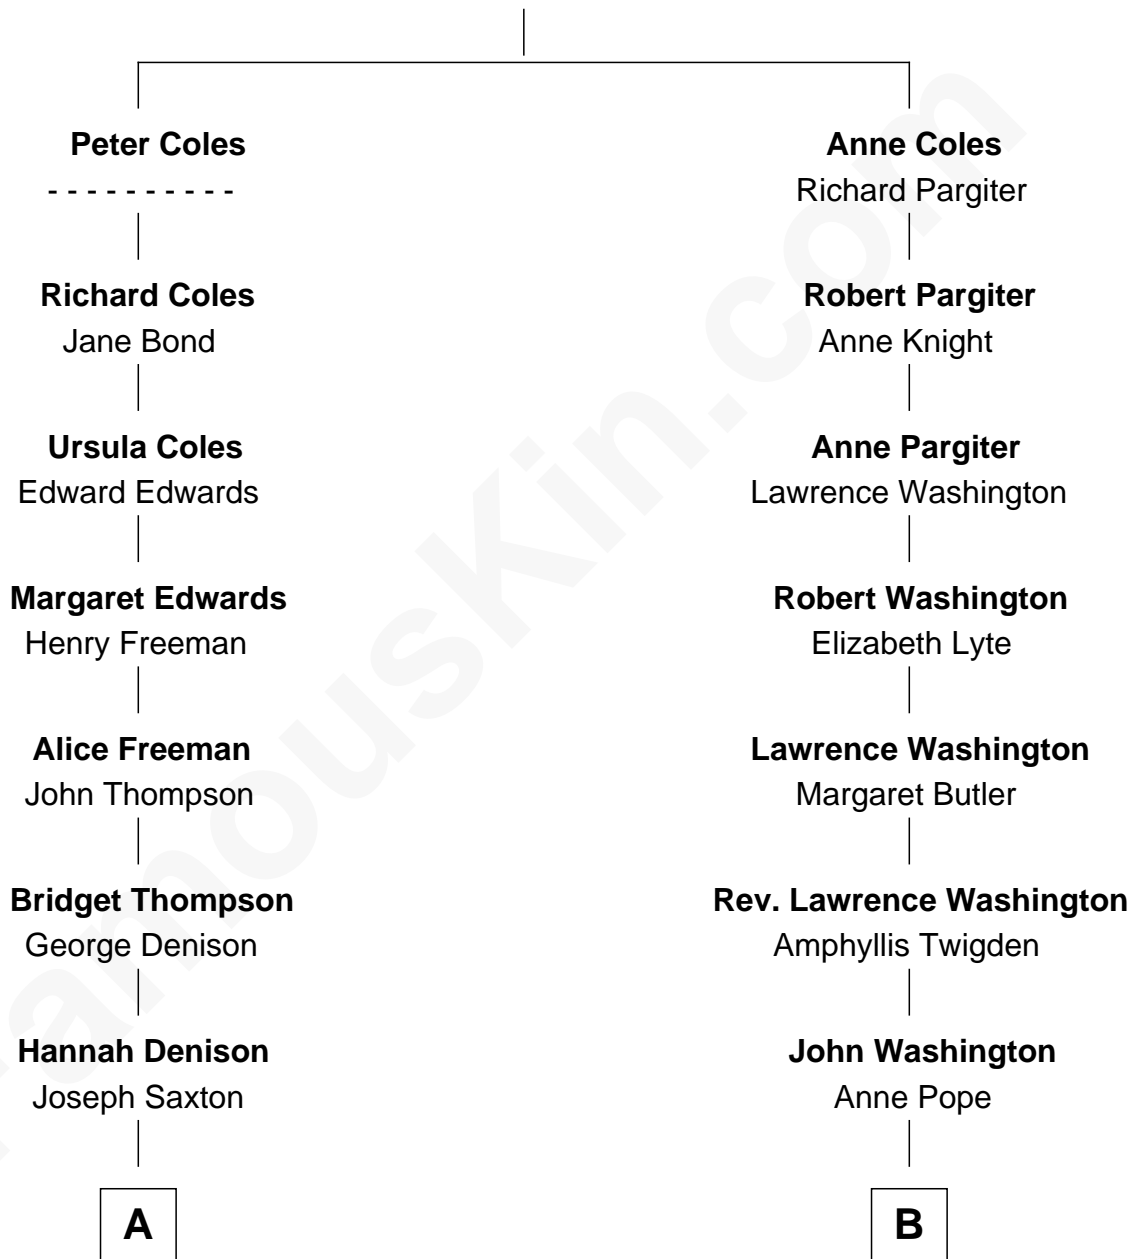 Peter Coles
- - - - - - - - - -
Richard Coles
Jane Bond
Ursula Coles
Edward Edwards
Margaret Edwards
Henry Freeman
Alice Freeman
John Thompson
Bridget Thompson
George Denison
Hannah Denison
Joseph Saxton
A
Anne Coles
Richard Pargiter
Robert Pargiter
Anne Knight
Anne Pargiter
Lawrence Washington
Robert Washington
Elizabeth Lyte
Lawrence Washington
Margaret Butler
Rev. Lawrence Washington
Amphyllis Twigden
John Washington
Anne Pope
B
FamousKin.com